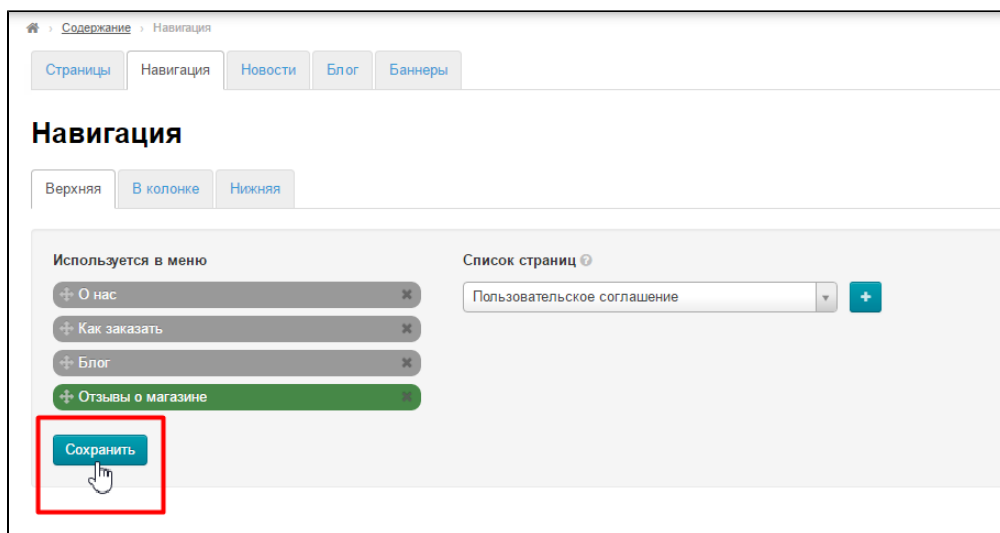 Содержание › Навигация
Страницы Навигация Новости Блог Баннеры
Навигация
Верхняя В колонке Нижняя
Используется в меню Список страниц
О нас Пользовательское соглашение
Как заказать
Блог
Отзывы о магазине
Сохранить